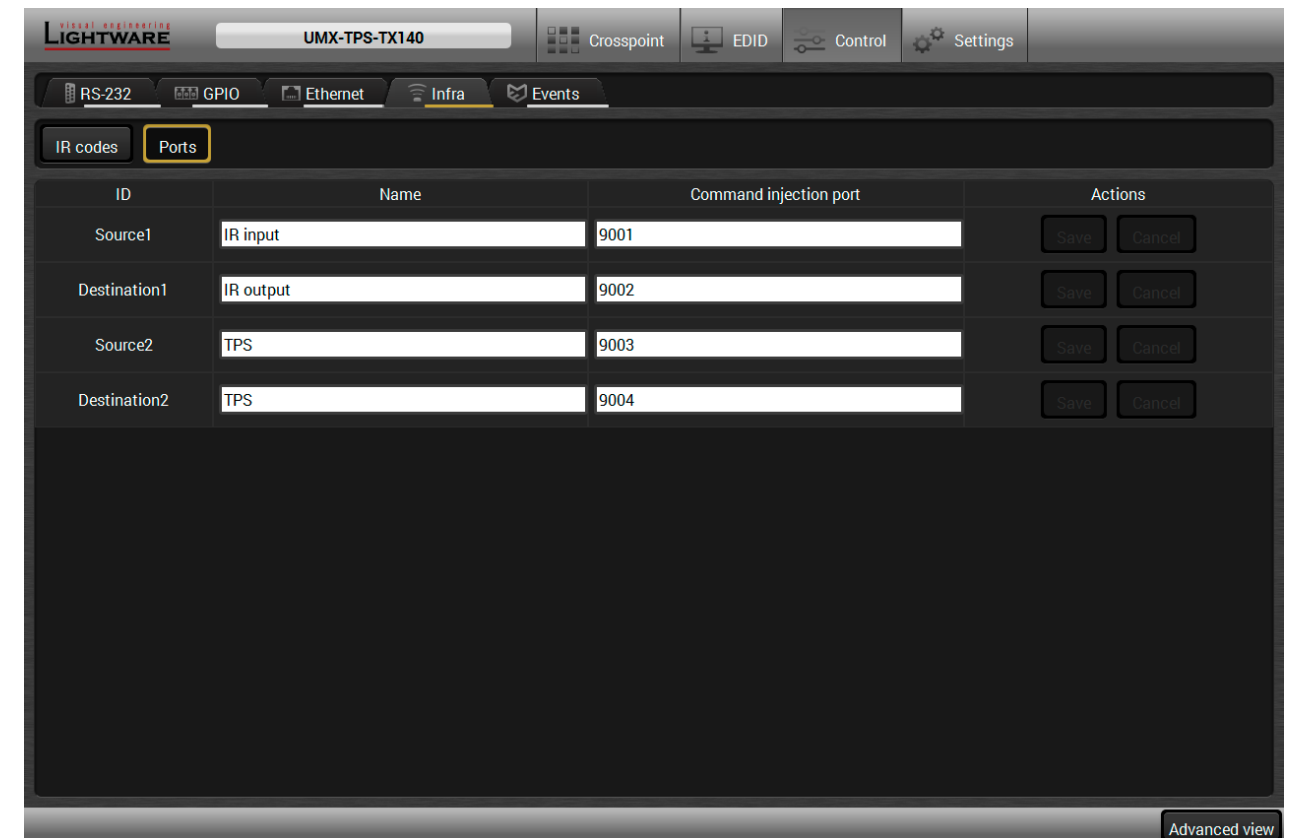 visual engineering
LIGHTWARE
UMX-TPS-TX140
Crosspoint
EDID
Control
Settings
RS-232
GPIO
Ethernet
Infra
Events
IR codes
Ports
ID Name Command injection port Actions
Source1 IR input 9001 Save Cancel
Destination1 IR output 9002 Save Cancel
Source2 TPS 9003 Save Cancel
Destination2 TPS 9004 Save Cancel
Advanced view